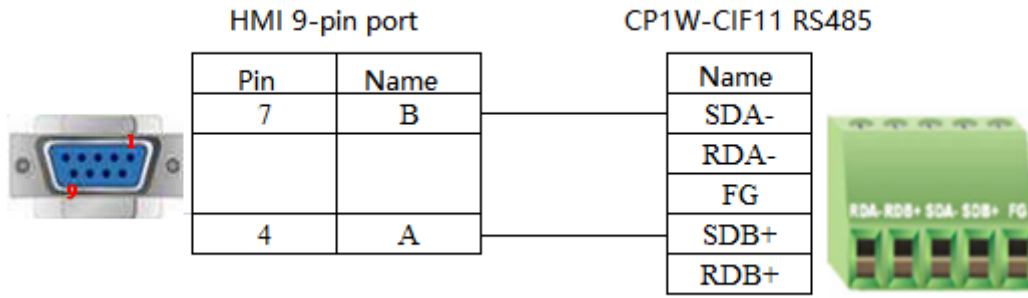 HMI 9-pin port
CP1W-CIF11 RS485
Pin Name
Name
7 B
SDA-
RDA-
FG
4 A
SDB+
RDB+
1
9
RDA- RDB+ SDA- SDB+ FG